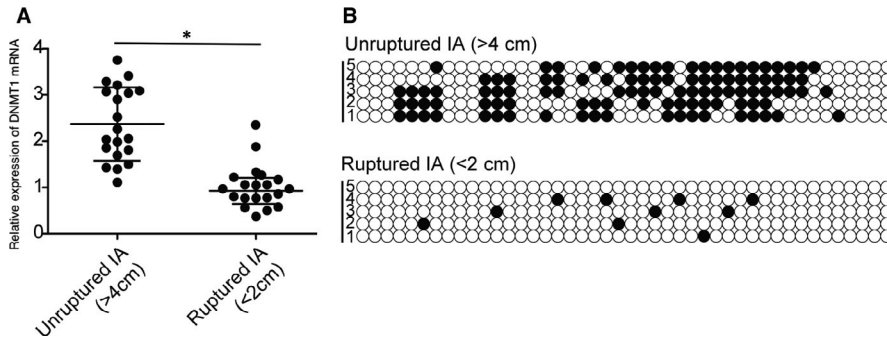 A
*
Relative expression of DNMT1 mRNA
4
3
2
1
0
Unruptured IA
(>4cm)
Ruptured IA
(<2cm)
B
Unruptured IA (>4 cm)
5
4
3
2
1
Ruptured IA (<2 cm)
5
4
3
2
1